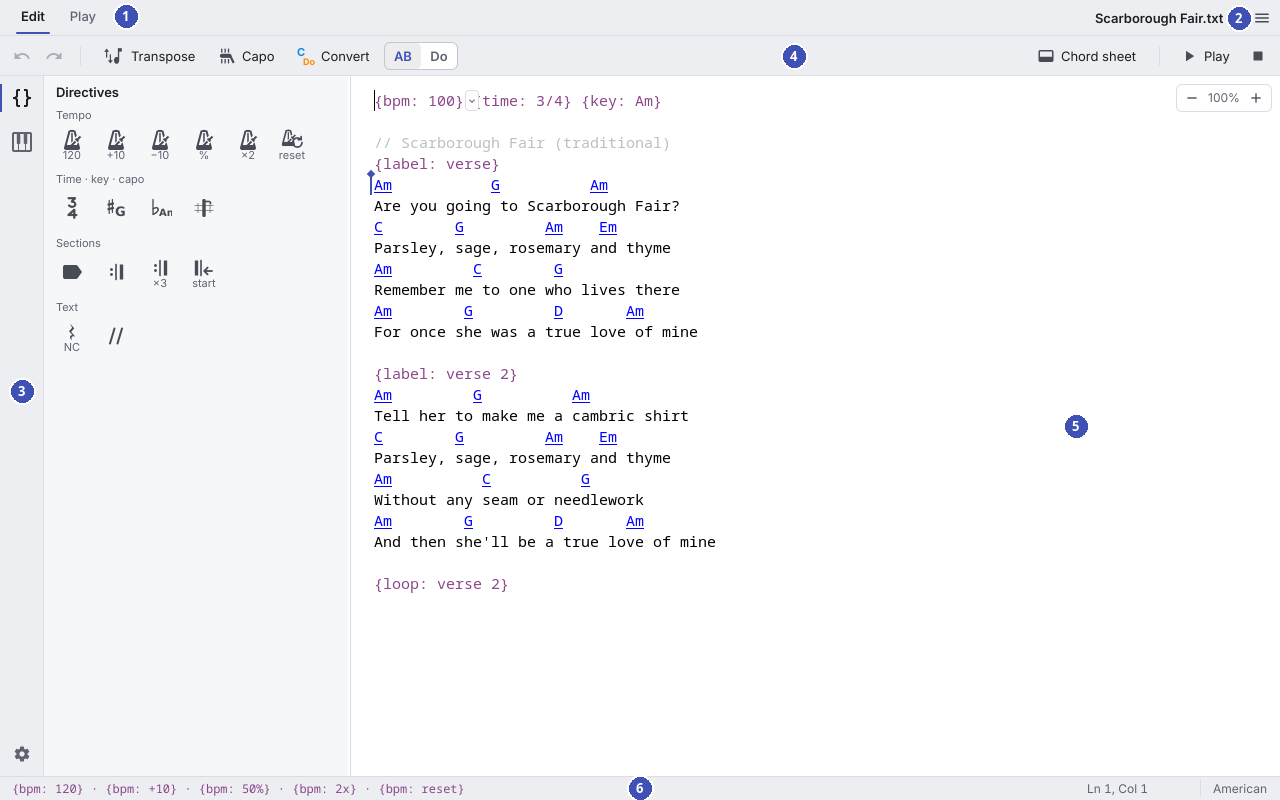 Edit Play 1 Scarborough Fair.txt 2
Transpose Capo C Do Convert AB Do 4 Chord sheet Play
Directives
Tempo
120 +10 −10 % ×2 reset
Time · key · capo
3 4 ♯G ♭Am
Sections
×3 start
Text
NC //
3
{bpm: 100} {time: 3/4} {key: Am}
100%
// Scarborough Fair (traditional)
{label: verse}
Am G Am
Are you going to Scarborough Fair?
C G Am Em
Parsley, sage, rosemary and thyme
Am C G
Remember me to one who lives there
Am G D Am
For once she was a true love of mine
{label: verse 2}
Am G Am
Tell her to make me a cambric shirt
C G Am Em
Parsley, sage, rosemary and thyme
Am C G
Without any seam or needlework
Am G D Am
And then she'll be a true love of mine
{loop: verse 2}
5
{bpm: 120} · {bpm: +10} · {bpm: 50%} · {bpm: 2x} · {bpm: reset} 6 Ln 1, Col 1 American